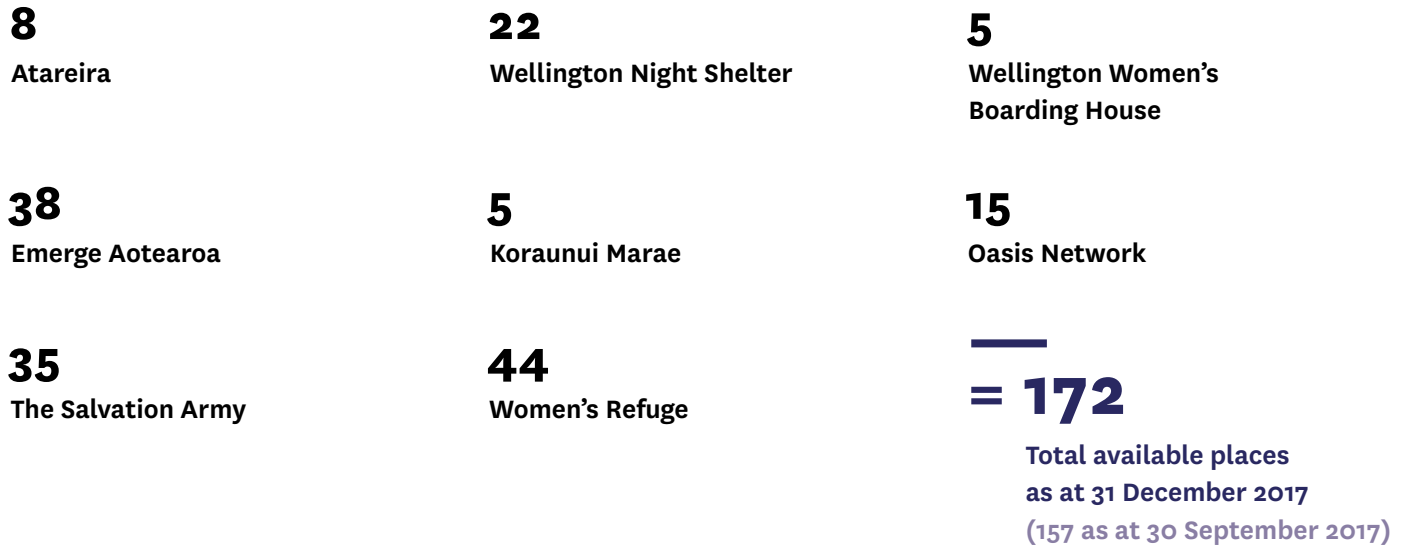 8
Atareira
22
Wellington Night Shelter
5
Wellington Women’s
Boarding House
38
Emerge Aotearoa
5
Koraunui Marae
15
Oasis Network
35
The Salvation Army
44
Women’s Refuge
= 172
Total available places
as at 31 December 2017
(157 as at 30 September 2017)